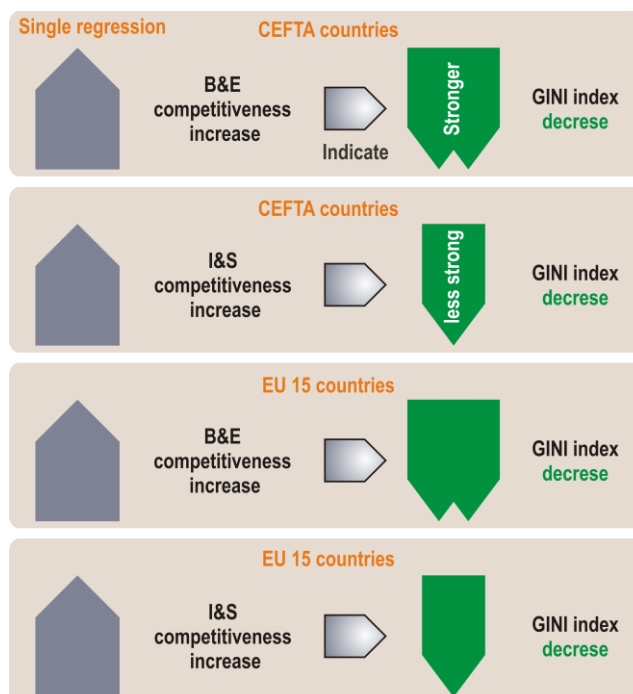 Single regression
CEFTA countries
B&E
competitiveness
increase
Indicate
Stronger
GINI index
decrese
CEFTA countries
I&S
competitiveness
increase
less strong
GINI index
decrese
EU 15 countries
B&E
competitiveness
increase
GINI index
decrese
EU 15 countries
I&S
competitiveness
increase
GINI index
decrese